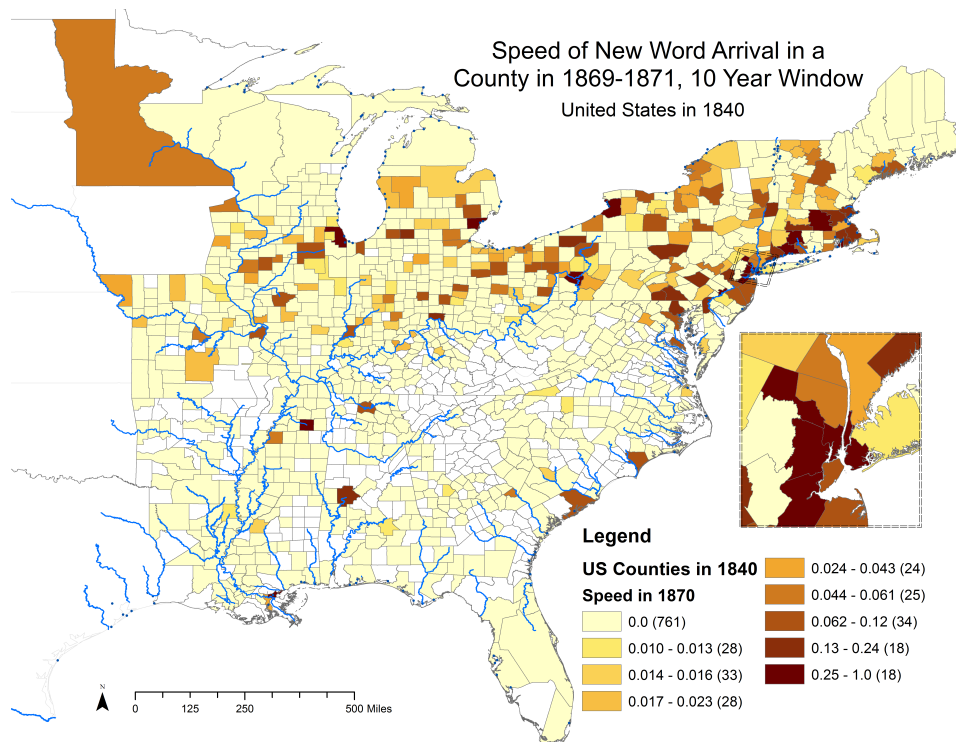 Speed of New Word Arrival in a
County in 1869-1871, 10 Year Window
United States in 1840
Legend
US Counties in 1840
Speed in 1870
0.0 (761)
0.010 - 0.013 (28)
0.014 - 0.016 (33)
0.017 - 0.023 (28)
0.024 - 0.043 (24)
0.044 - 0.061 (25)
0.062 - 0.12 (34)
0.13 - 0.24 (18)
0.25 - 1.0 (18)
N
0 125 250 500 Miles